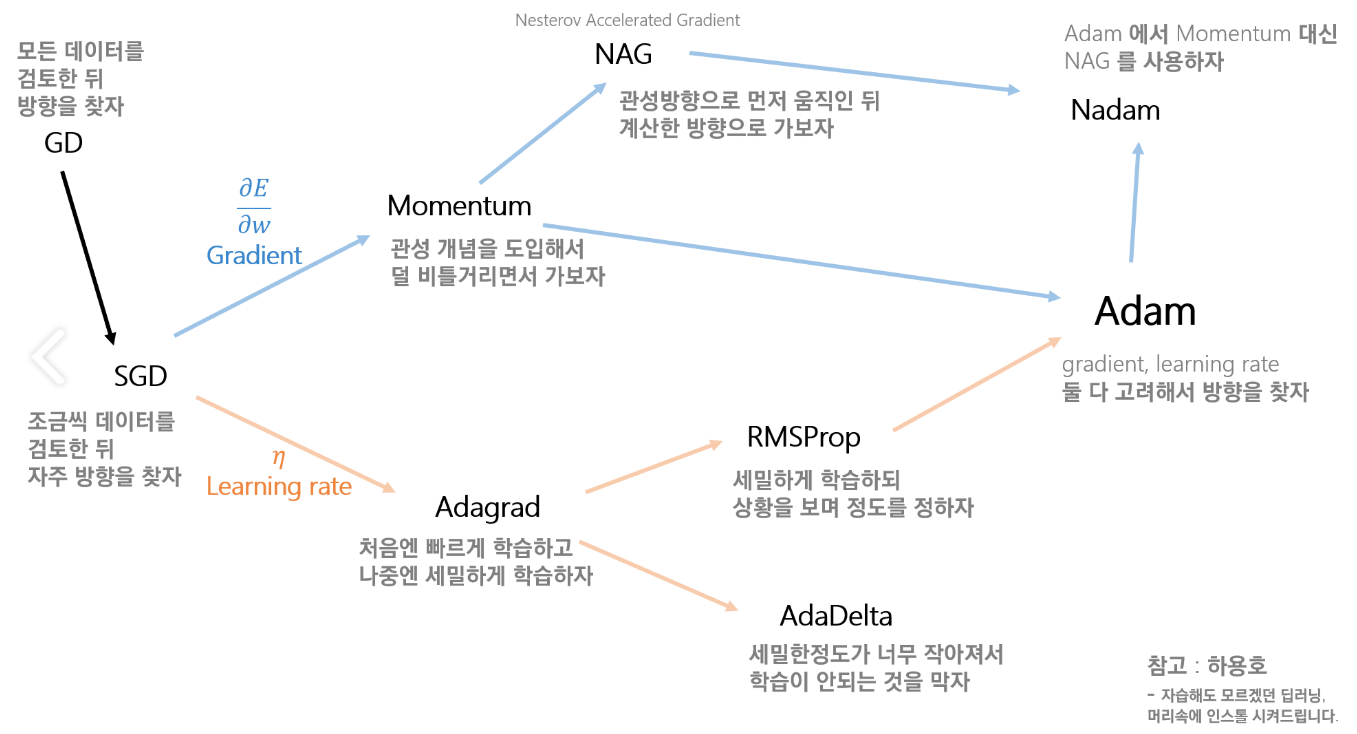 모든 데이터를
검토한 뒤
방향을 찾자
GD
Nesterov Accelerated Gradient
NAG
관성방향으로 먼저 움직인 뒤
계산한 방향으로 가보자
Adam 에서 Momentum 대신
NAG 를 사용하자
Nadam
∂E
∂w
Gradient
Momentum
관성 개념을 도입해서
덜 비틀거리면서 가보자
Adam
gradient, learning rate
둘 다 고려해서 방향을 찾자
SGD
조금씩 데이터를
검토한 뒤
자주 방향을 찾자
η
Learning rate
Adagrad
처음엔 빠르게 학습하고
나중엔 세밀하게 학습하자
RMSProp
세밀하게 학습하되
상황을 보며 정도를 정하자
AdaDelta
세밀한정도가 너무 작아져서
학습이 안되는 것을 막자
참고 : 하용호
- 자습해도 모르겠던 딥러닝,
머리속에 인스톨 시켜드립니다.